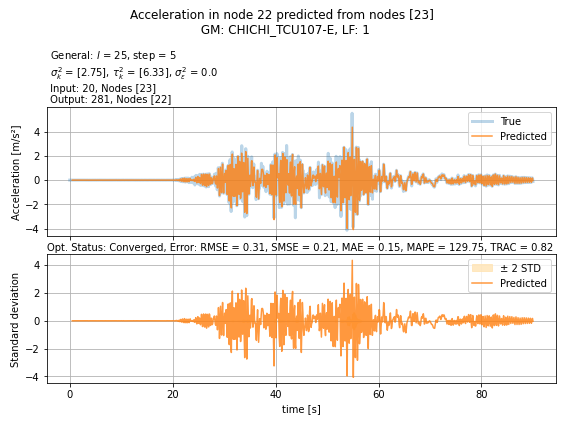 Acceleration in node 22 predicted from nodes [23]
GM: CHICHI_TCU107-E, LF: 1
General: l = 25, step = 5
σ²ₖ = [2.75], τ²ₖ = [6.33], σ²ε = 0.0
Input: 20, Nodes [23]
Output: 281, Nodes [22]
Acceleration [m/s²]
4
2
0
−2
−4
True
Predicted
Opt. Status: Converged, Error: RMSE = 0.31, SMSE = 0.21, MAE = 0.15, MAPE = 129.75, TRAC = 0.82
Standard deviation
4
2
0
−2
−4
± 2 STD
Predicted
0 20 40 60 80
time [s]